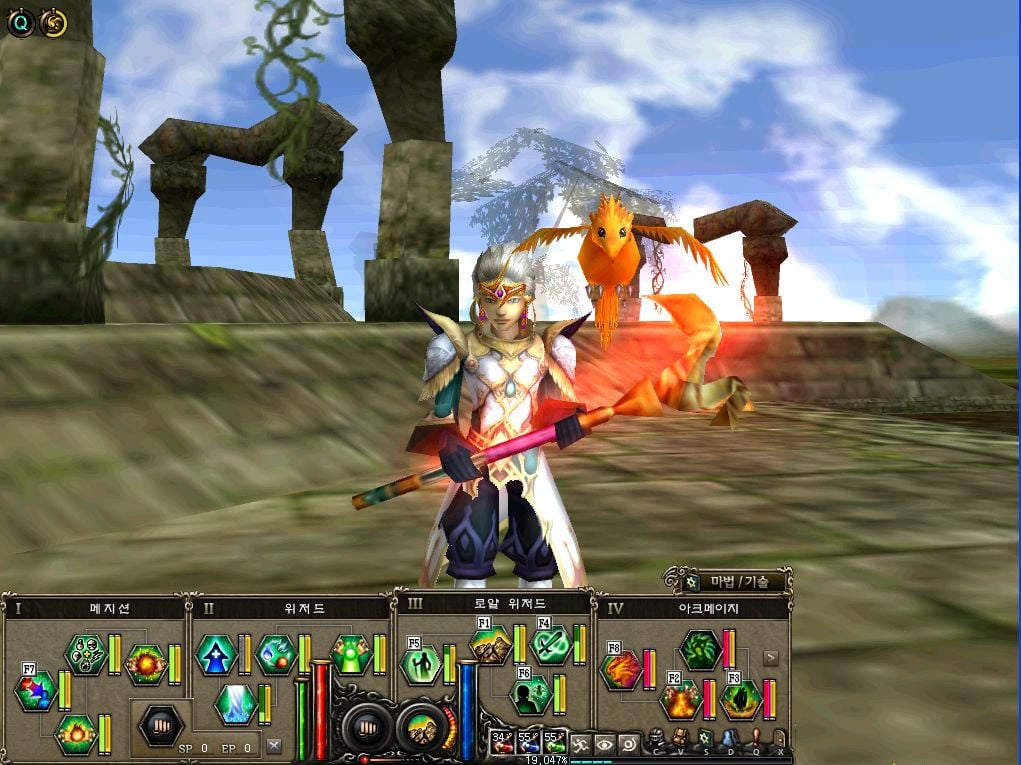 Q
마법/기술
I 메지션
II 위저드
III 로얄 위저드
IV 아크메이지
F7
F5
F1
F4
F6
F8
F2
F3
SP 0 EP 0
34
55
55
V S D Q X
19,047%